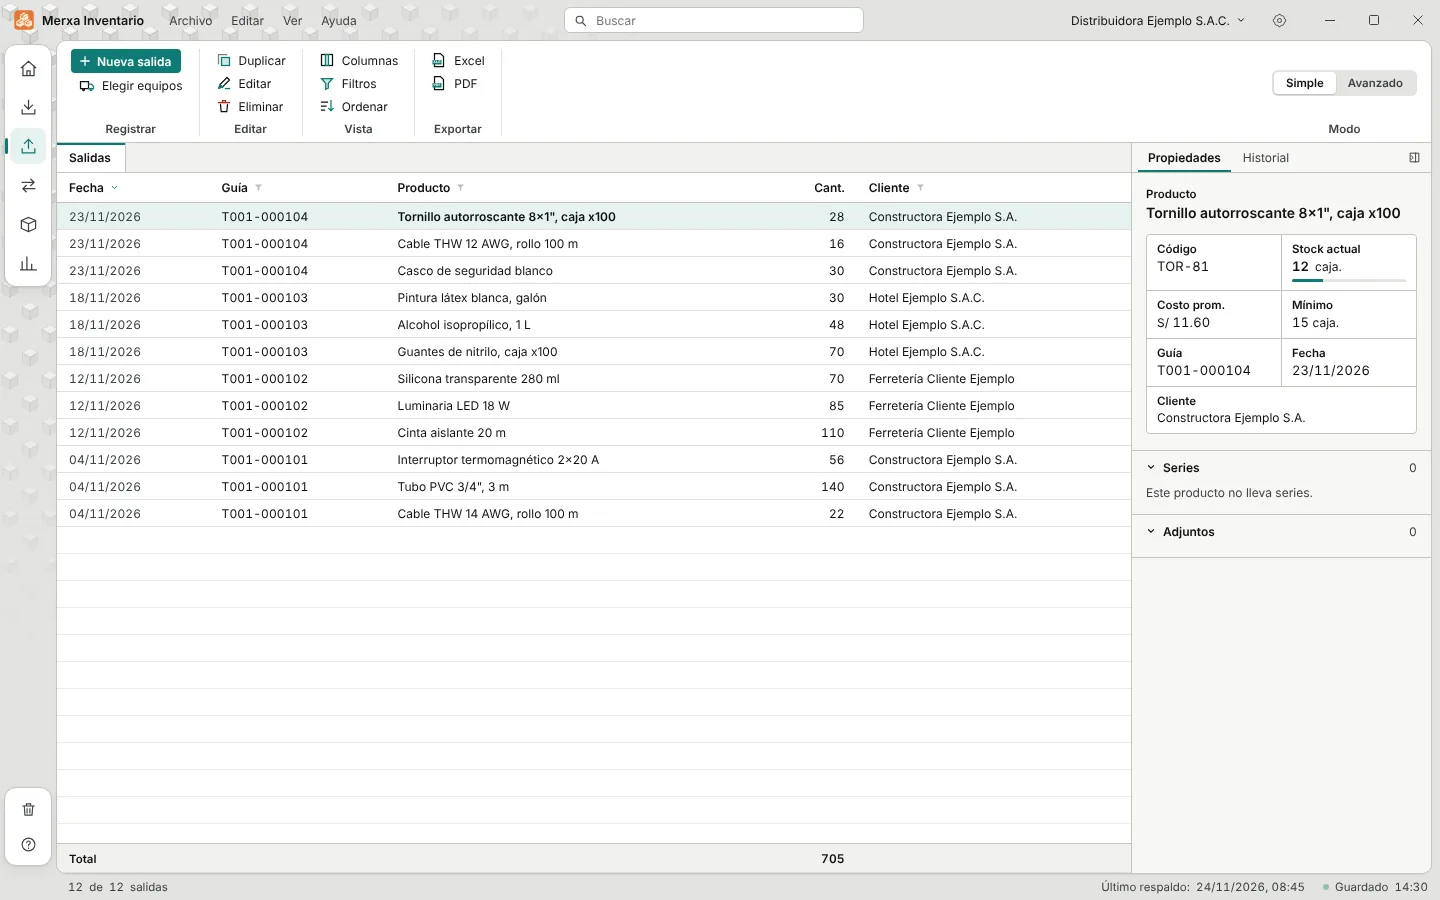 Merxa Inventario Archivo Editar Ver Ayuda Buscar Distribuidora Ejemplo S.A.C.
Nueva salida
Elegir equipos
Registrar
Duplicar
Editar
Eliminar
Editar
Columnas
Filtros
Ordenar
Vista
Excel
PDF
Exportar
Simple Avanzado
Modo
Salidas
Fecha Guía Producto Cant. Cliente
23/11/2026 T001-000104 Tornillo autorroscante 8×1", caja x100 28 Constructora Ejemplo S.A.
23/11/2026 T001-000104 Cable THW 12 AWG, rollo 100 m 16 Constructora Ejemplo S.A.
23/11/2026 T001-000104 Casco de seguridad blanco 30 Constructora Ejemplo S.A.
18/11/2026 T001-000103 Pintura látex blanca, galón 30 Hotel Ejemplo S.A.C.
18/11/2026 T001-000103 Alcohol isopropílico, 1 L 48 Hotel Ejemplo S.A.C.
18/11/2026 T001-000103 Guantes de nitrilo, caja x100 70 Hotel Ejemplo S.A.C.
12/11/2026 T001-000102 Silicona transparente 280 ml 70 Ferretería Cliente Ejemplo
12/11/2026 T001-000102 Luminaria LED 18 W 85 Ferretería Cliente Ejemplo
12/11/2026 T001-000102 Cinta aislante 20 m 110 Ferretería Cliente Ejemplo
04/11/2026 T001-000101 Interruptor termomagnético 2×20 A 56 Constructora Ejemplo S.A.
04/11/2026 T001-000101 Tubo PVC 3/4", 3 m 140 Constructora Ejemplo S.A.
04/11/2026 T001-000101 Cable THW 14 AWG, rollo 100 m 22 Constructora Ejemplo S.A.
Total 705
Propiedades Historial
Producto
Tornillo autorroscante 8×1", caja x100
Código Stock actual
TOR-81 12 caja.
Costo prom. Mínimo
S/ 11.60 15 caja.
Guía Fecha
T001-000104 23/11/2026
Cliente
Constructora Ejemplo S.A.
Series 0
Este producto no lleva series.
Adjuntos 0
12 de 12 salidas Último respaldo: 24/11/2026, 08:45 Guardado 14:30